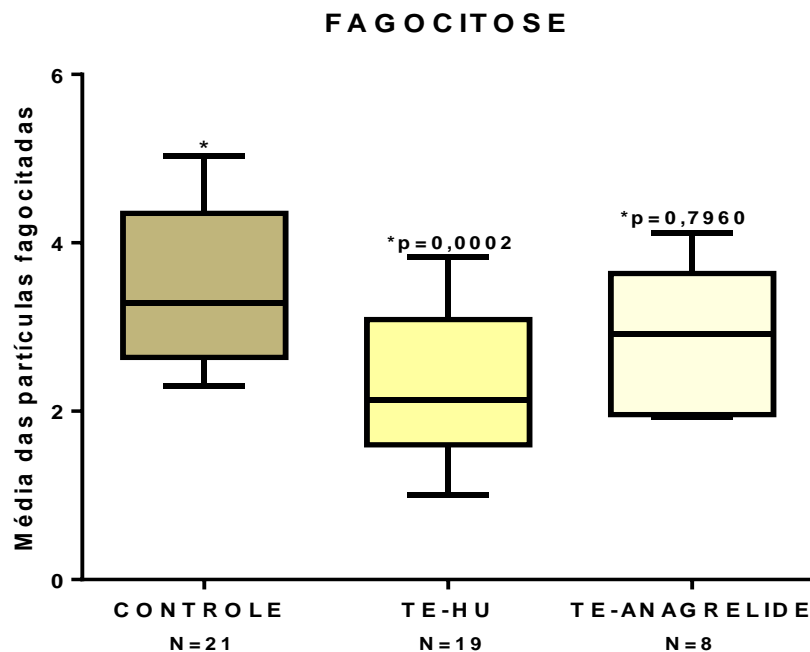 FAGOCITOSE
Média das partículas fagocitadas
6
4
2
0
*
*p=0,0002
*p=0,7960
CONTROLE
N=21
TE-HU
N=19
TE-ANAGRELIDE
N=8